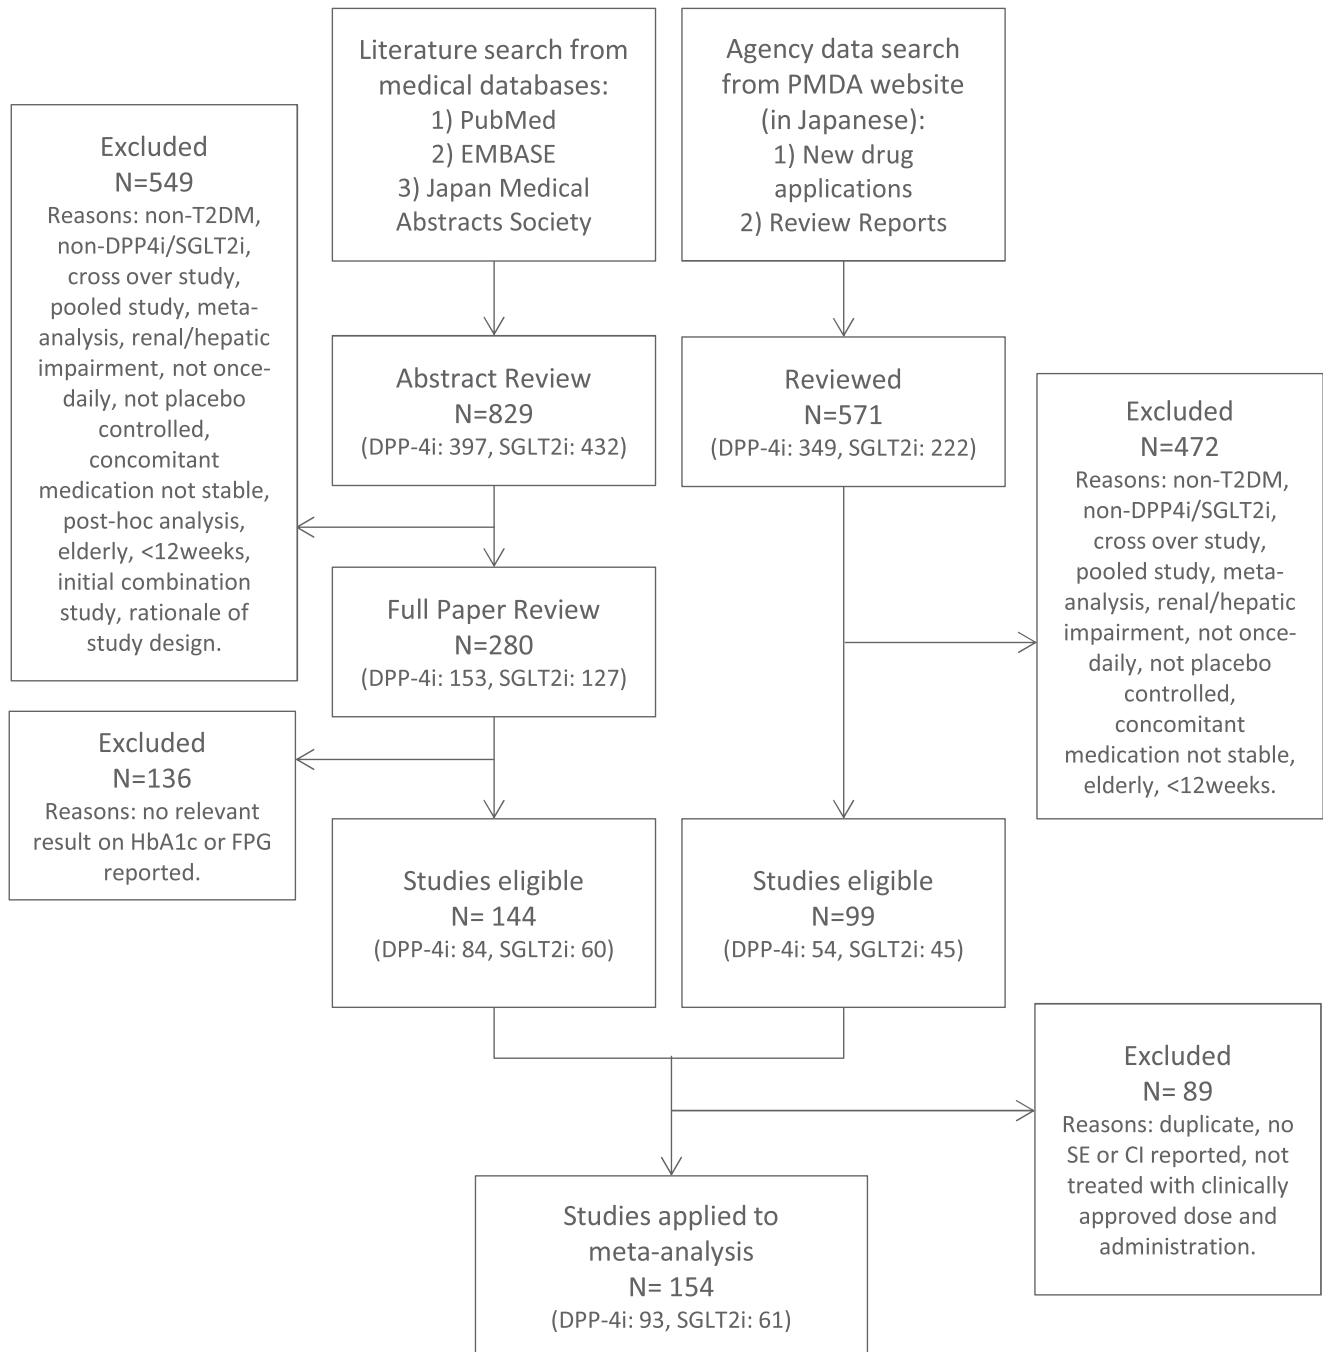 Literature search from
medical databases:
1) PubMed
2) EMBASE
3) Japan Medical
Abstracts Society
Agency data search
from PMDA website
(in Japanese):
1) New drug
applications
2) Review Reports
Excluded
N=549
Reasons: non-T2DM,
non-DPP4i/SGLT2i,
cross over study,
pooled study, meta-
analysis, renal/hepatic
impairment, not once-
daily, not placebo
controlled,
concomitant
medication not stable,
post-hoc analysis,
elderly, <12weeks,
initial combination
study, rationale of
study design.
Abstract Review
N=829
(DPP-4i: 397, SGLT2i: 432)
Reviewed
N=571
(DPP-4i: 349, SGLT2i: 222)
Excluded
N=472
Reasons: non-T2DM,
non-DPP4i/SGLT2i,
cross over study,
pooled study, meta-
analysis, renal/hepatic
impairment, not once-
daily, not placebo
controlled,
concomitant
medication not stable,
elderly, <12weeks.
Full Paper Review
N=280
(DPP-4i: 153, SGLT2i: 127)
Excluded
N=136
Reasons: no relevant
result on HbA1c or FPG
reported.
Studies eligible
N= 144
(DPP-4i: 84, SGLT2i: 60)
Studies eligible
N=99
(DPP-4i: 54, SGLT2i: 45)
Excluded
N= 89
Reasons: duplicate, no
SE or CI reported, not
treated with clinically
approved dose and
administration.
Studies applied to
meta-analysis
N= 154
(DPP-4i: 93, SGLT2i: 61)